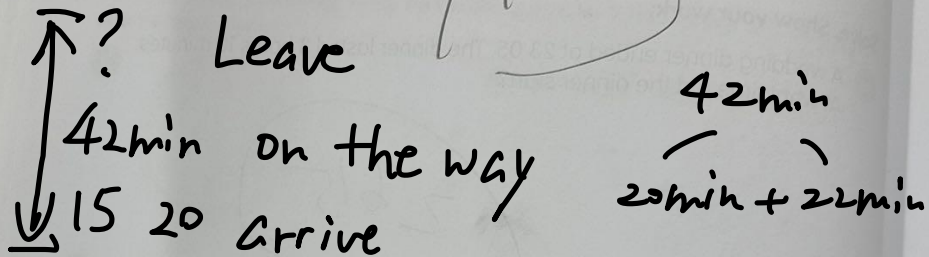 ? Leave
42min on the way
15 20 arrive
42min
20min + 22min